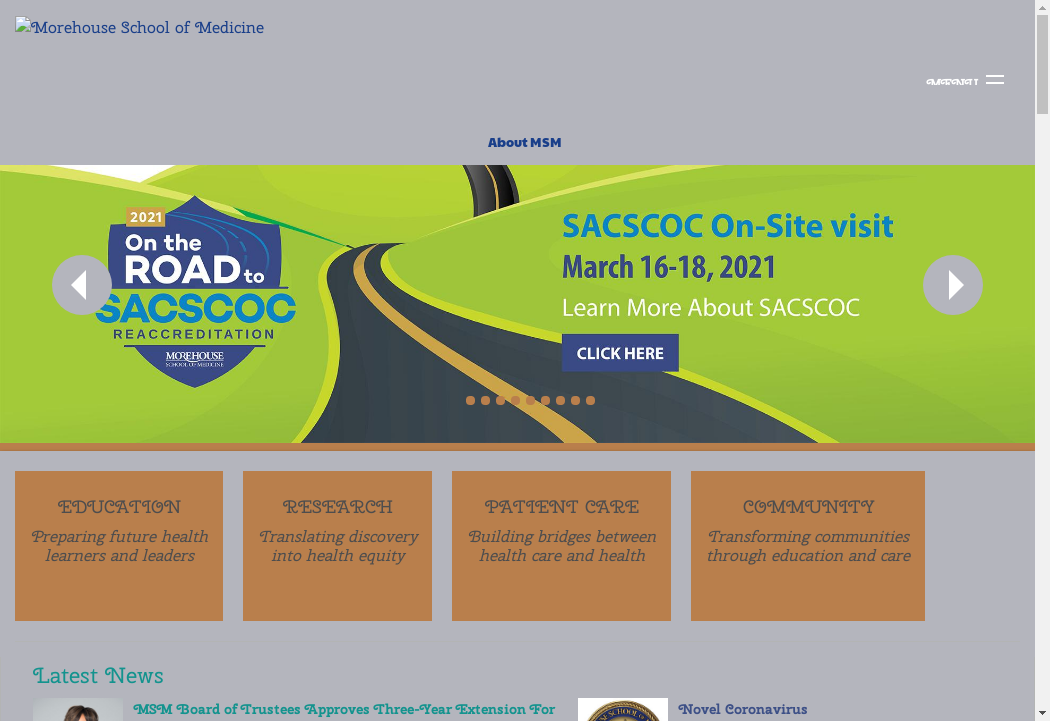 Morehouse School of Medicine
About MSM
2021
On the
ROAD to
SACSCOC
REACCREDITATION
MOREHOUSE
SCHOOL OF MEDICINE
SACSCOC On-Site visit
March 16-18, 2021
Learn More About SACSCOC
CLICK HERE
EDUCATION
Preparing future health
learners and leaders
RESEARCH
Translating discovery
into health equity
PATIENT CARE
Building bridges between
health care and health
COMMUNITY
Transforming communities
through education and care
Latest News
MSM Board of Trustees Approves Three-Year Extension For
Novel Coronavirus